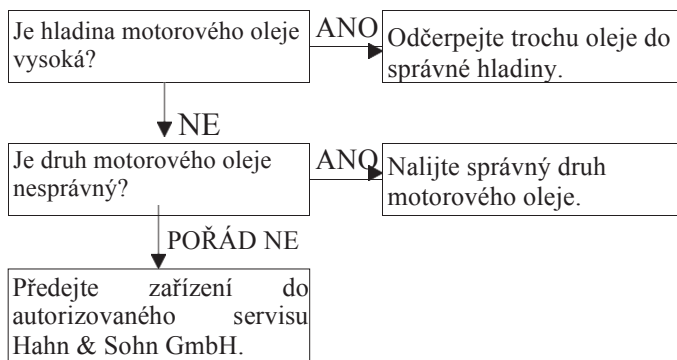 Je hladina motorového oleje
vysoká?
ANO
Odčerpejte trochu oleje do
správné hladiny.
NE
Je druh motorového oleje
nesprávný?
ANO
Nalijte správný druh
motorového oleje.
POŘÁD NE
Předejte zařízení do
autorizovaného servisu
Hahn & Sohn GmbH.